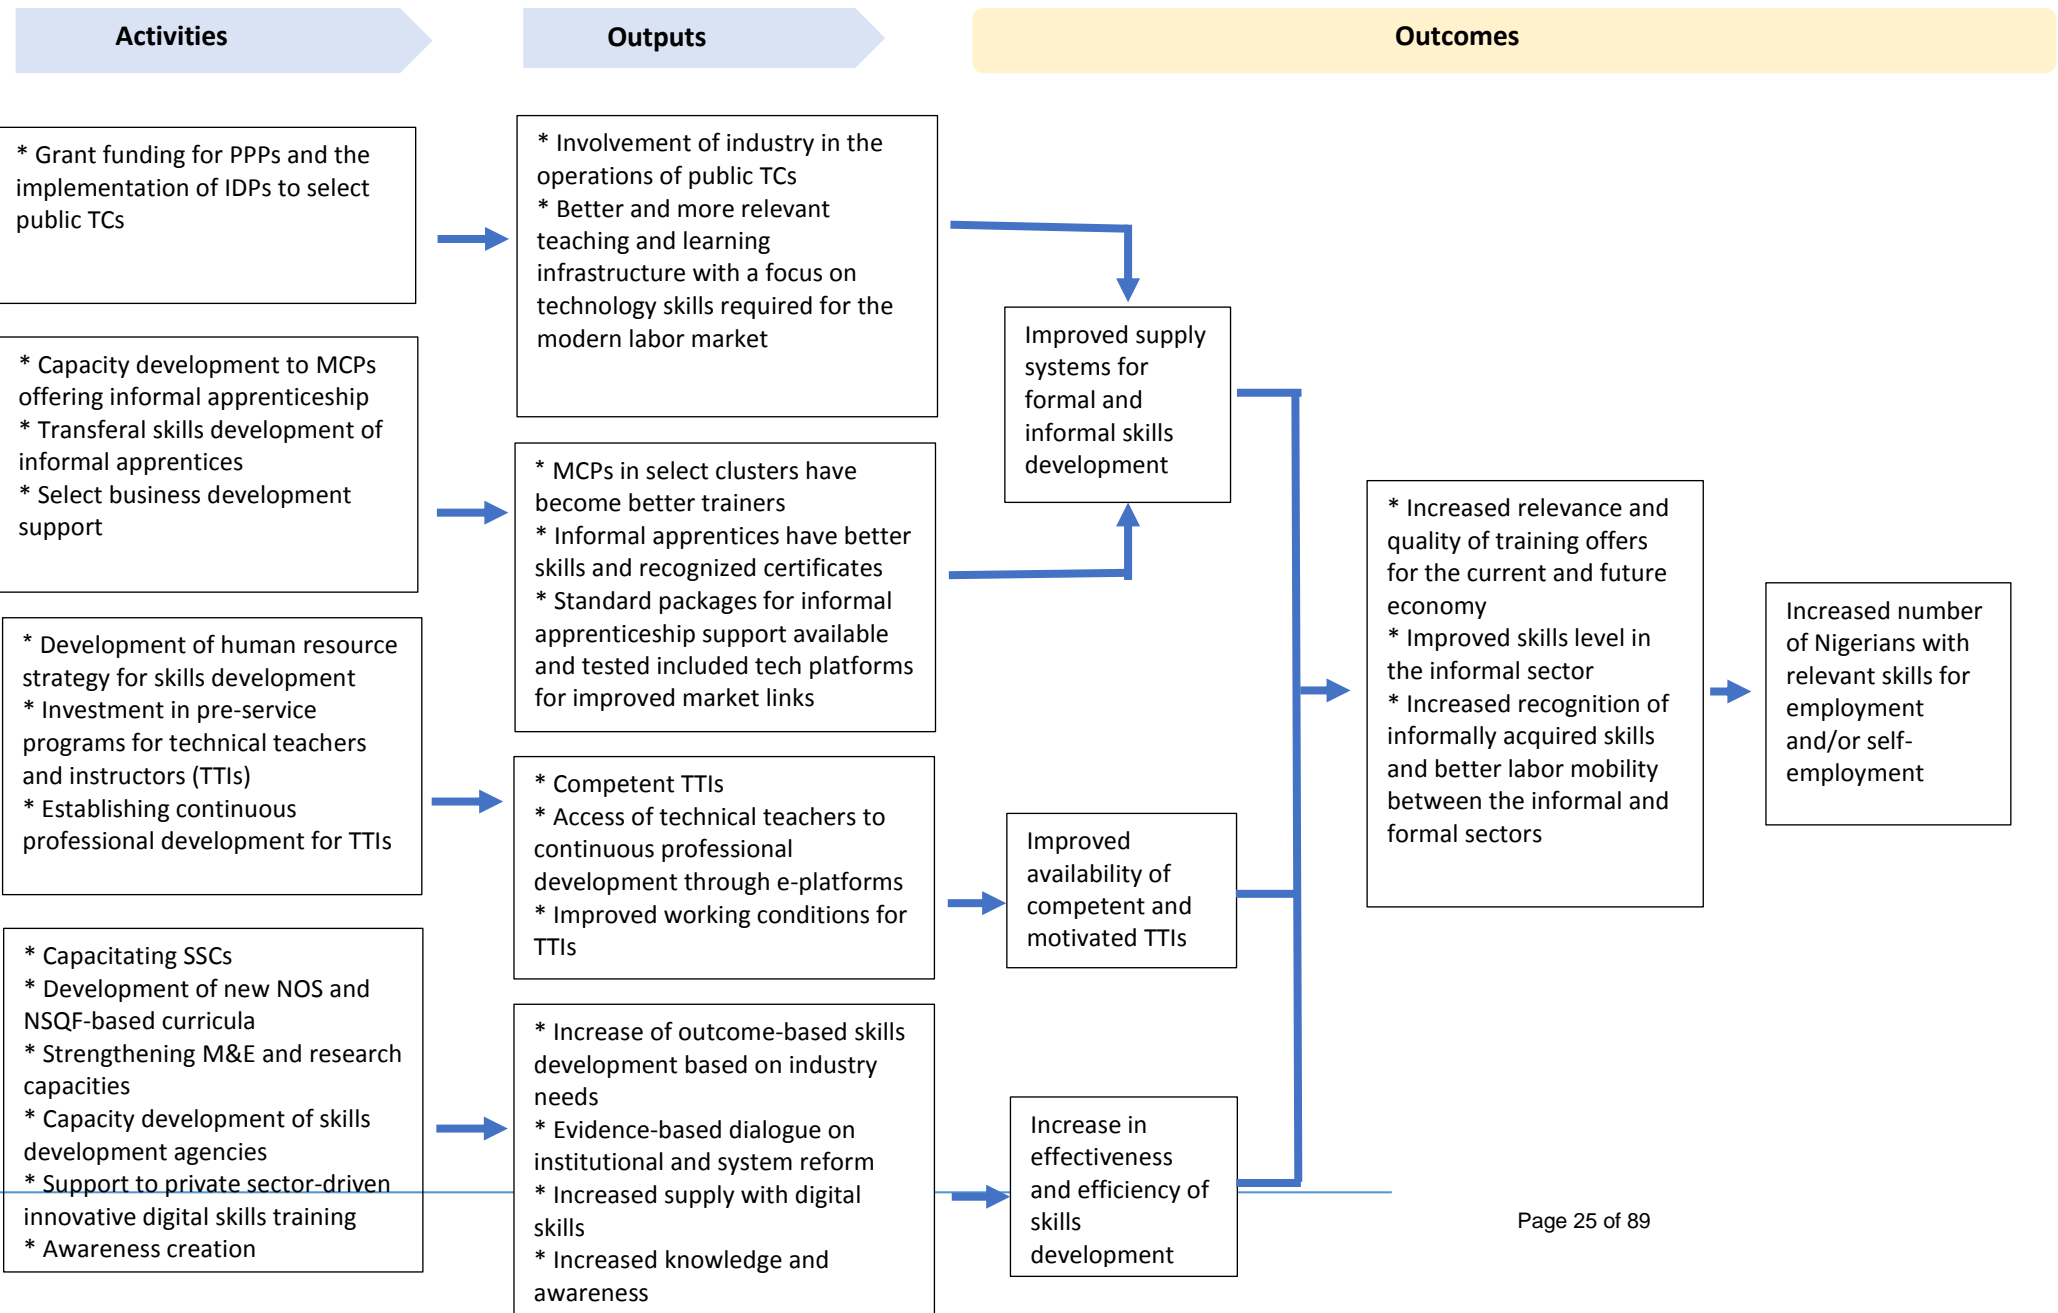 Activities
Outputs
Outcomes
* Grant funding for PPPs and the
implementation of IDPs to select
public TCs
* Capacity development to MCPs
offering informal apprenticeship
* Transferal skills development of
informal apprentices
* Select business development
support
* Development of human resource
strategy for skills development
* Investment in pre-service
programs for technical teachers
and instructors (TTIs)
* Establishing continuous
professional development for TTIs
* Capacitating SSCs
* Development of new NOS and
NSQF-based curricula
* Strengthening M&E and research
capacities
* Capacity development of skills
development agencies
* Support to private sector-driven
innovative digital skills training
* Awareness creation
* Involvement of industry in the
operations of public TCs
* Better and more relevant
teaching and learning
infrastructure with a focus on
technology skills required for the
modern labor market
* MCPs in select clusters have
become better trainers
* Informal apprentices have better
skills and recognized certificates
* Standard packages for informal
apprenticeship support available
and tested included tech platforms
for improved market links
* Competent TTIs
* Access of technical teachers to
continuous professional
development through e-platforms
* Improved working conditions for
TTIs
* Increase of outcome-based skills
development based on industry
needs
* Evidence-based dialogue on
institutional and system reform
* Increased supply with digital
skills
* Increased knowledge and
awareness
Improved supply
systems for
formal and
informal skills
development
Improved
availability of
competent and
motivated TTIs
Increase in
effectiveness
and efficiency of
skills
development
* Increased relevance and
quality of training offers
for the current and future
economy
* Improved skills level in
the informal sector
* Increased recognition of
informally acquired skills
and better labor mobility
between the informal and
formal sectors
Increased number
of Nigerians with
relevant skills for
employment
and/or self-
employment
Page 25 of 89